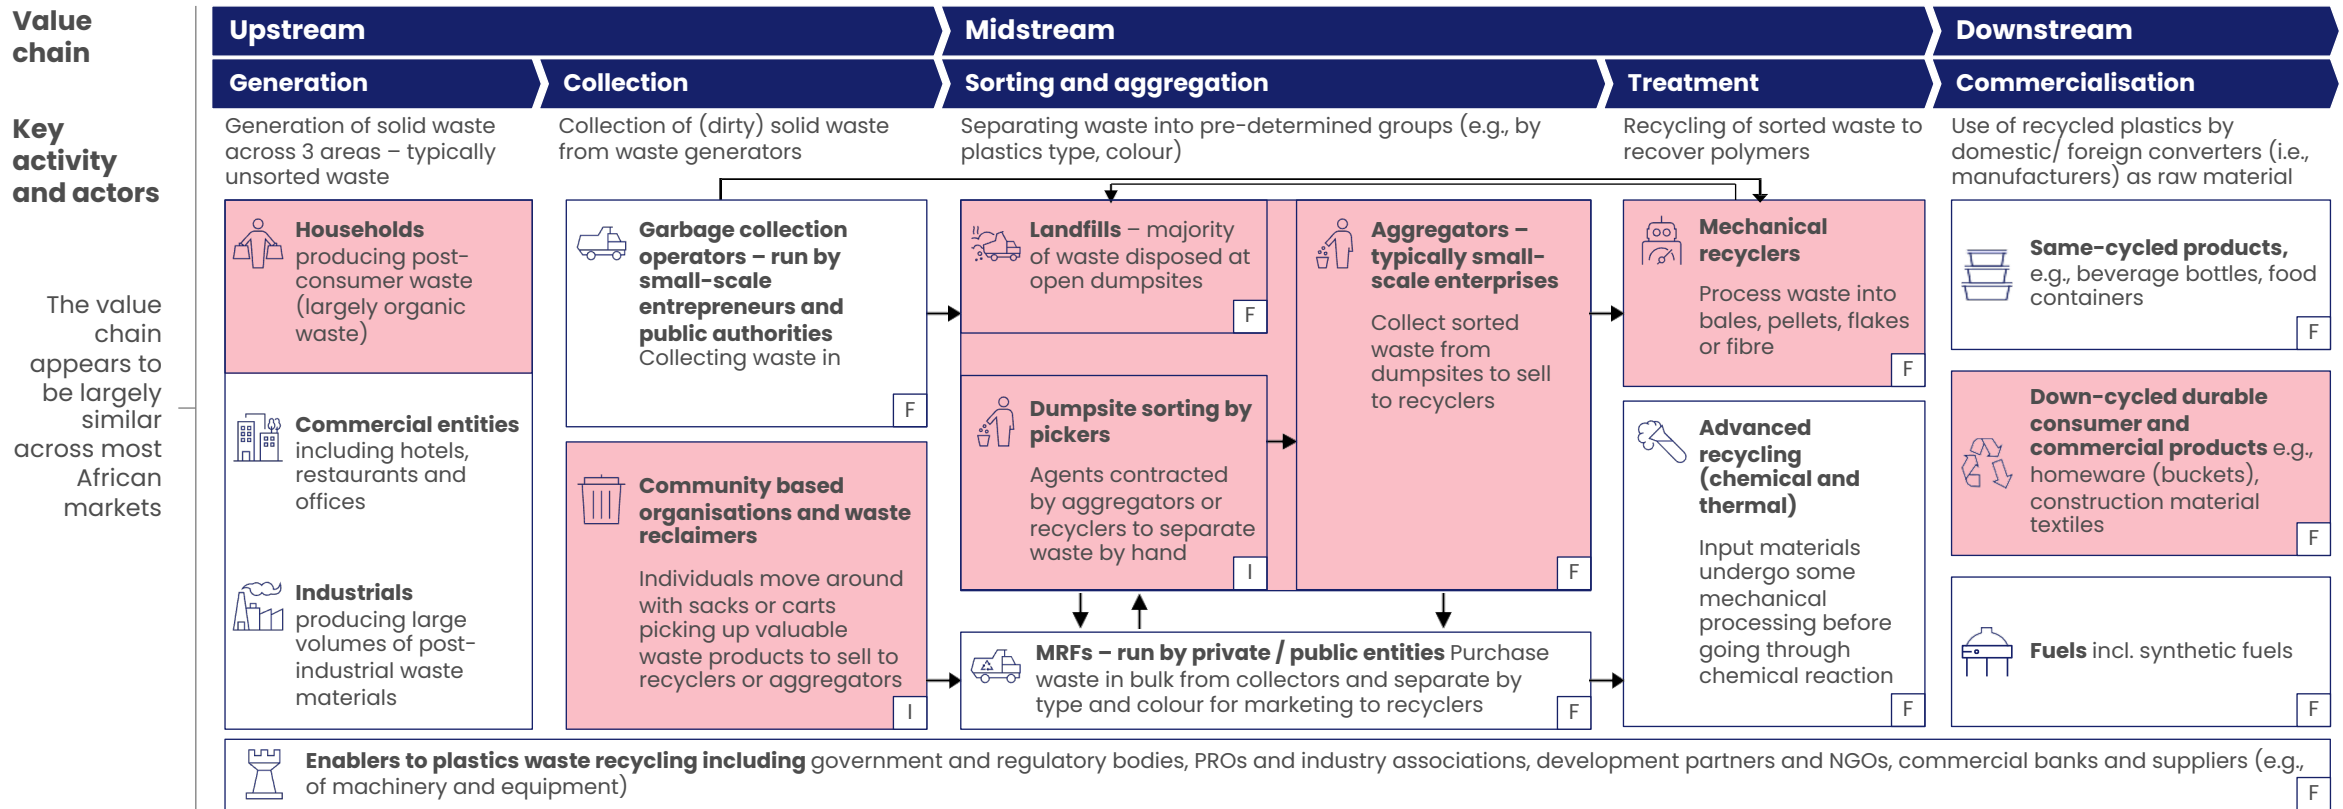 Value
chain
Upstream
Midstream
Downstream
Generation
Collection
Sorting and aggregation
Treatment
Commercialisation
Key
activity
and actors
The value
chain
appears to
be largely
similar
across most
African
markets
Generation of solid waste
across 3 areas – typically
unsorted waste
Collection of (dirty) solid waste
from waste generators
Separating waste into pre-determined groups (e.g., by
plastics type, colour)
Recycling of sorted waste to
recover polymers
Use of recycled plastics by
domestic/ foreign converters (i.e.,
manufacturers) as raw material
Households
producing post-
consumer waste
(largely organic
waste)
Commercial entities
including hotels,
restaurants and
offices
Industrials
producing large
volumes of post-
industrial waste
materials
Garbage collection
operators – run by
small-scale
entrepreneurs and
public authorities
Collecting waste in
F
Community based
organisations and waste
reclaimers
Individuals move around
with sacks or carts
picking up valuable
waste products to sell to
recyclers or aggregators
I
Landfills – majority
of waste disposed at
open dumpsites
F
Dumpsite sorting by
pickers
Agents contracted
by aggregators or
recyclers to separate
waste by hand
I
Aggregators –
typically small-
scale enterprises
Collect sorted
waste from
dumpsites to sell
to recyclers
F
MRFs – run by private / public entities Purchase
waste in bulk from collectors and separate by
type and colour for marketing to recyclers
F
Mechanical
recyclers
Process waste into
bales, pellets, flakes
or fibre
F
Advanced
recycling
(chemical and
thermal)
Input materials
undergo some
mechanical
processing before
going through
chemical reaction
F
Same-cycled products,
e.g., beverage bottles, food
containers
F
Down-cycled durable
consumer and
commercial products e.g.,
homeware (buckets),
construction material
textiles
F
Fuels incl. synthetic fuels
F
Enablers to plastics waste recycling including government and regulatory bodies, PROs and industry associations, development partners and NGOs, commercial banks and suppliers (e.g.,
of machinery and equipment)
F